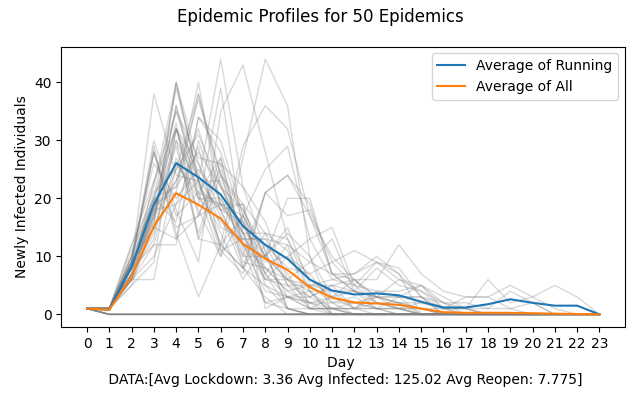 Epidemic Profiles for 50 Epidemics
Average of Running
Average of All
Newly Infected Individuals
40
30
20
10
0
0 1 2 3 4 5 6 7 8 9 10 11 12 13 14 15 16 17 18 19 20 21 22 23
Day
DATA:[Avg Lockdown: 3.36 Avg Infected: 125.02 Avg Reopen: 7.775]